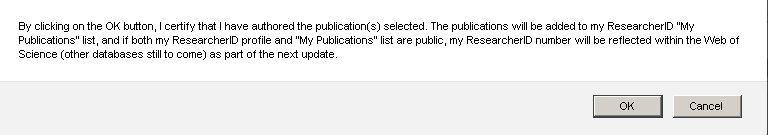 By clicking on the OK button, I certify that I have authored the publication(s) selected. The publications will be added to my ResearcherID "My
Publications" list, and if both my ResearcherID profile and "My Publications" list are public, my ResearcherID number will be reflected within the Web of
Science (other databases still to come) as part of the next update.
OK Cancel